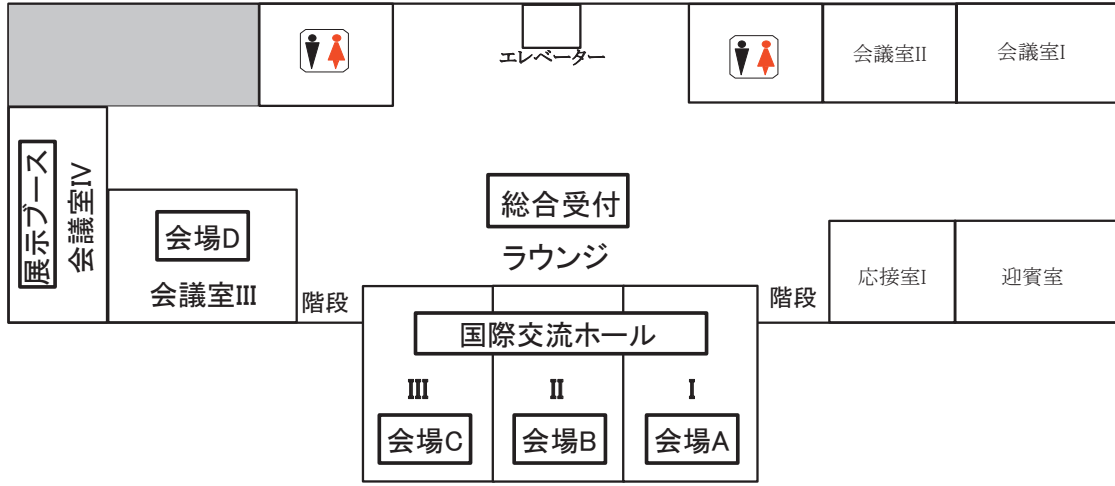 エレベーター
会議室II
会議室I
展示ブース
会議室IV
会場D
会議室III
階段
総合受付
ラウンジ
階段
応接室I
迎賓室
国際交流ホール
III
II
I
会場C
会場B
会場A